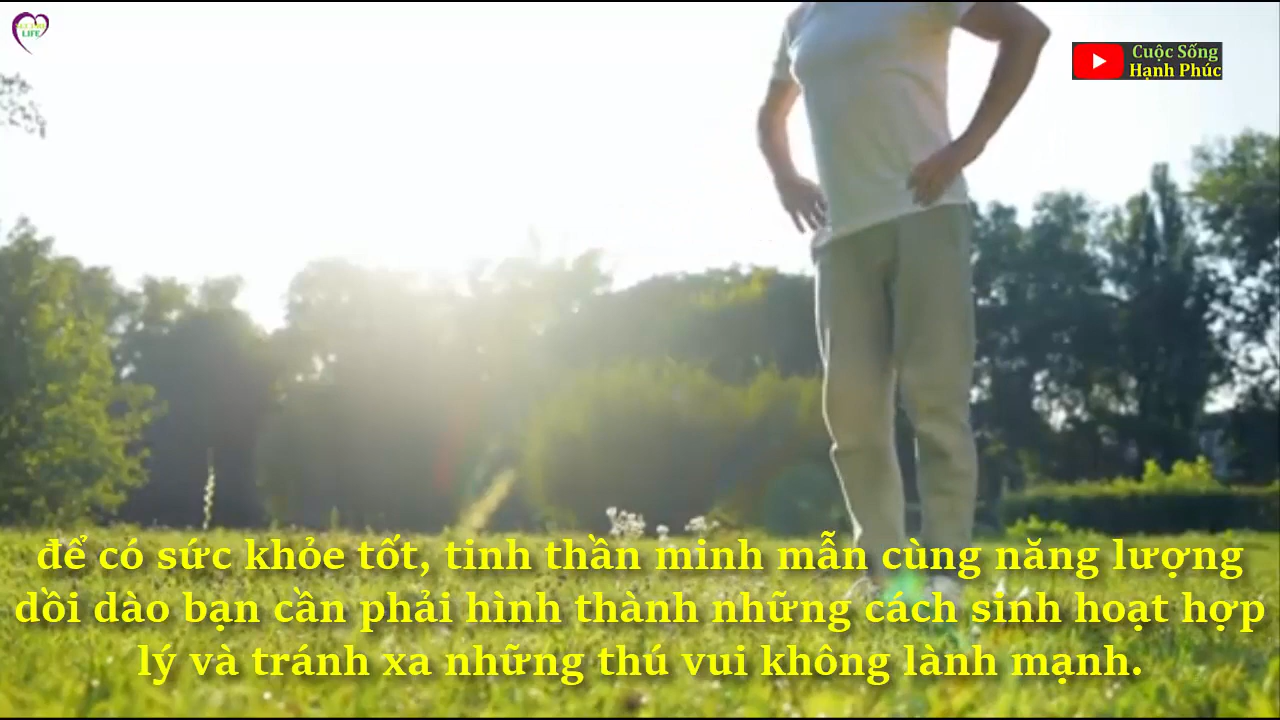 LIFE
Cuộc Sống
Hạnh Phúc
để có sức khỏe tốt, tinh thần minh mẫn cùng năng lượng
dồi dào bạn cần phải hình thành những cách sinh hoạt hợp
lý và tránh xa những thú vui không lành mạnh.